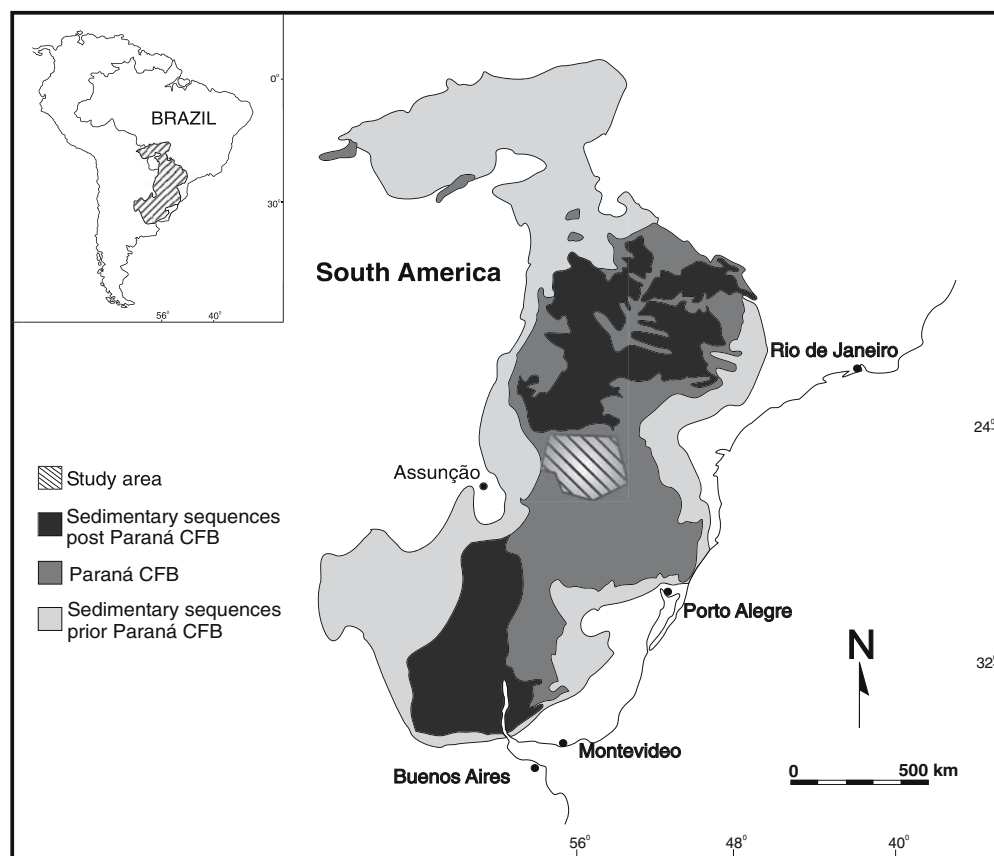 BRAZIL
0°
30°
56° 40°
South America
Rio de Janeiro
24°
Assunção
Study area
Sedimentary sequences
post Paraná CFB
Paraná CFB
Sedimentary sequences
prior Paraná CFB
Porto Alegre
N
32°
Montevideo
Buenos Aires
0 500 km
56° 48° 40°